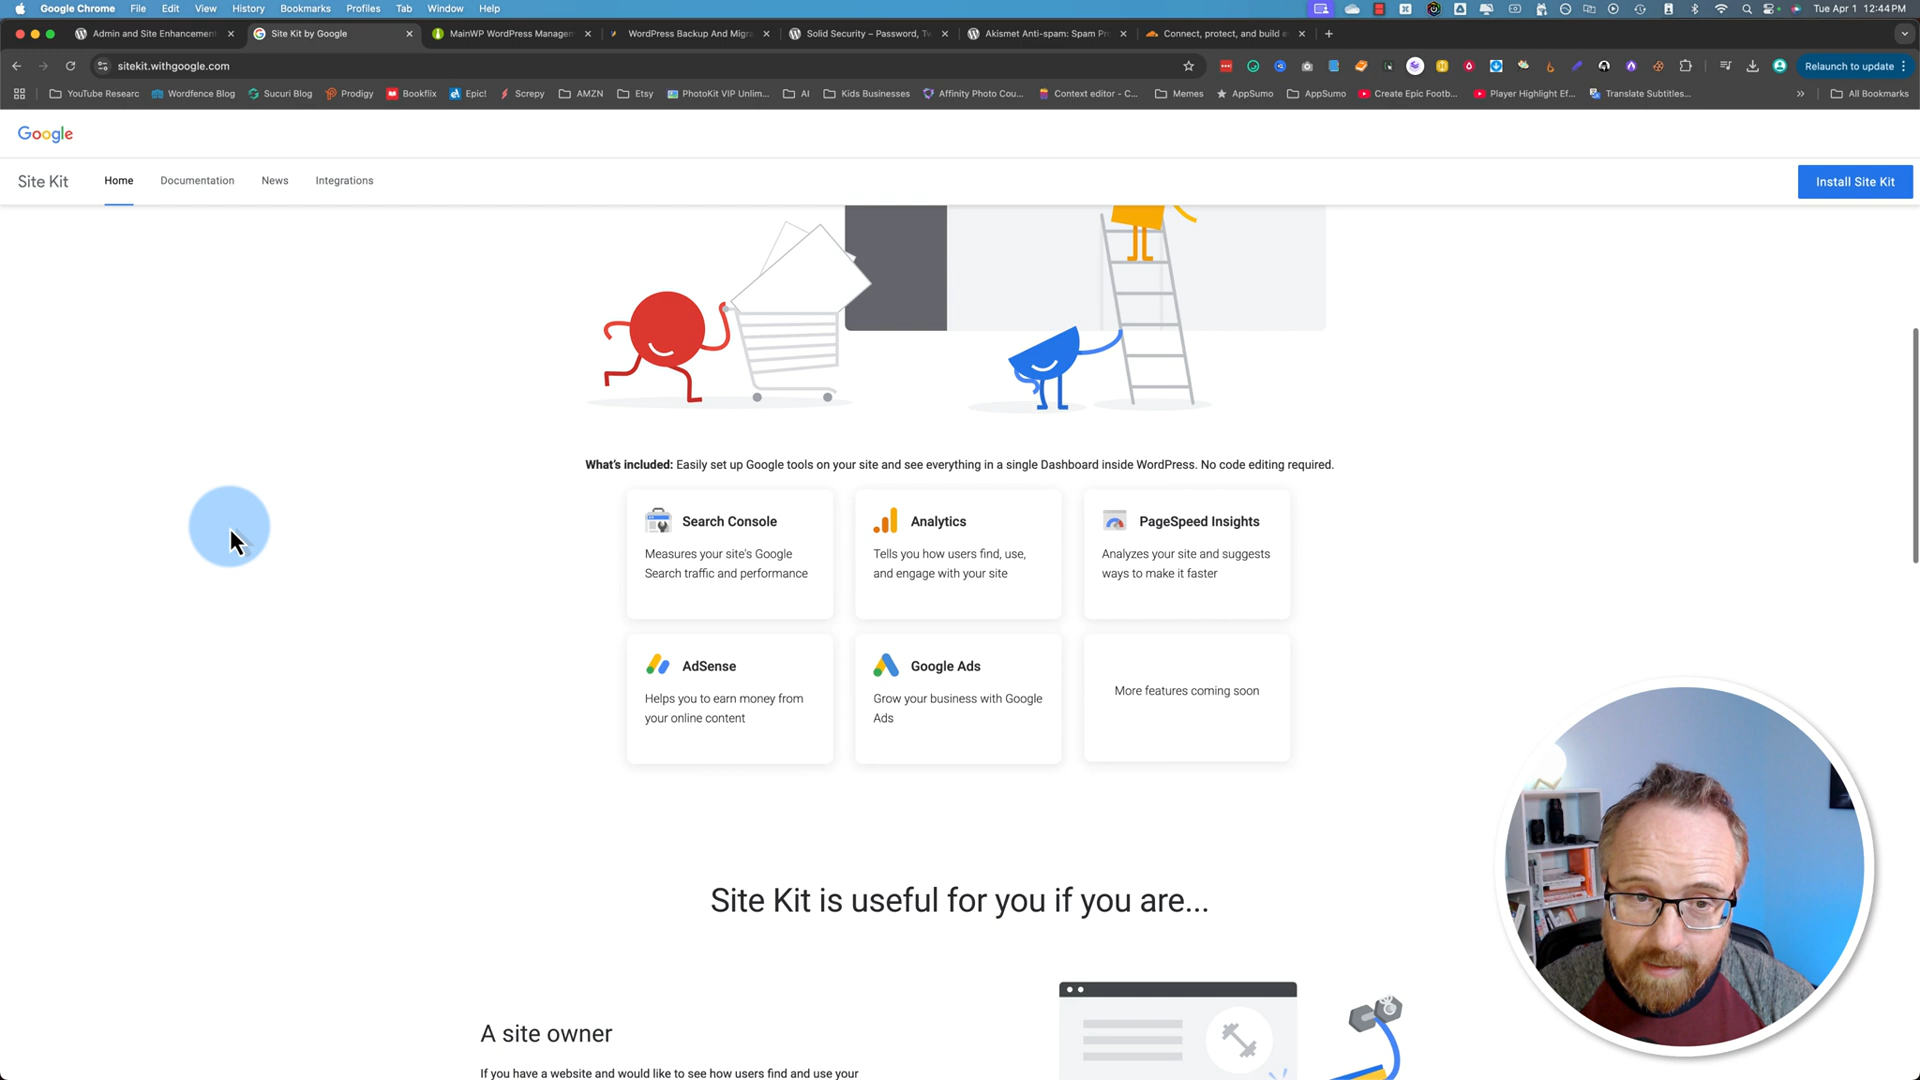 Google Chrome File Edit View History Bookmarks Profiles Tab Window Help
Tue Apr 1 12:44 PM
Admin and Site Enhancement
Site Kit by Google
MainWP WordPress Manager
WordPress Backup And Migra
Solid Security – Password, Tw
Akismet Anti-spam: Spam Pr
Connect, protect, and build e
sitekit.withgoogle.com
Relaunch to update
YouTube Researc
Wordfence Blog
Sucuri Blog
Prodigy
Bookflix
Epic!
Screpy
AMZN
Etsy
PhotoKit VIP Unlim...
AI
Kids Businesses
Affinity Photo Cou...
Context editor - C...
Memes
AppSumo
AppSumo
Create Epic Footb...
Player Highlight Ef...
Translate Subtitles...
All Bookmarks
Google
Site Kit
Home
Documentation
News
Integrations
Install Site Kit
What's included: Easily set up Google tools on your site and see everything in a single Dashboard inside WordPress. No code editing required.
Search Console
Measures your site's Google
Search traffic and performance
Analytics
Tells you how users find, use,
and engage with your site
PageSpeed Insights
Analyzes your site and suggests
ways to make it faster
AdSense
Helps you to earn money from
your online content
Google Ads
Grow your business with Google
Ads
More features coming soon
Site Kit is useful for you if you are...
A site owner
If you have a website and would like to see how users find and use your